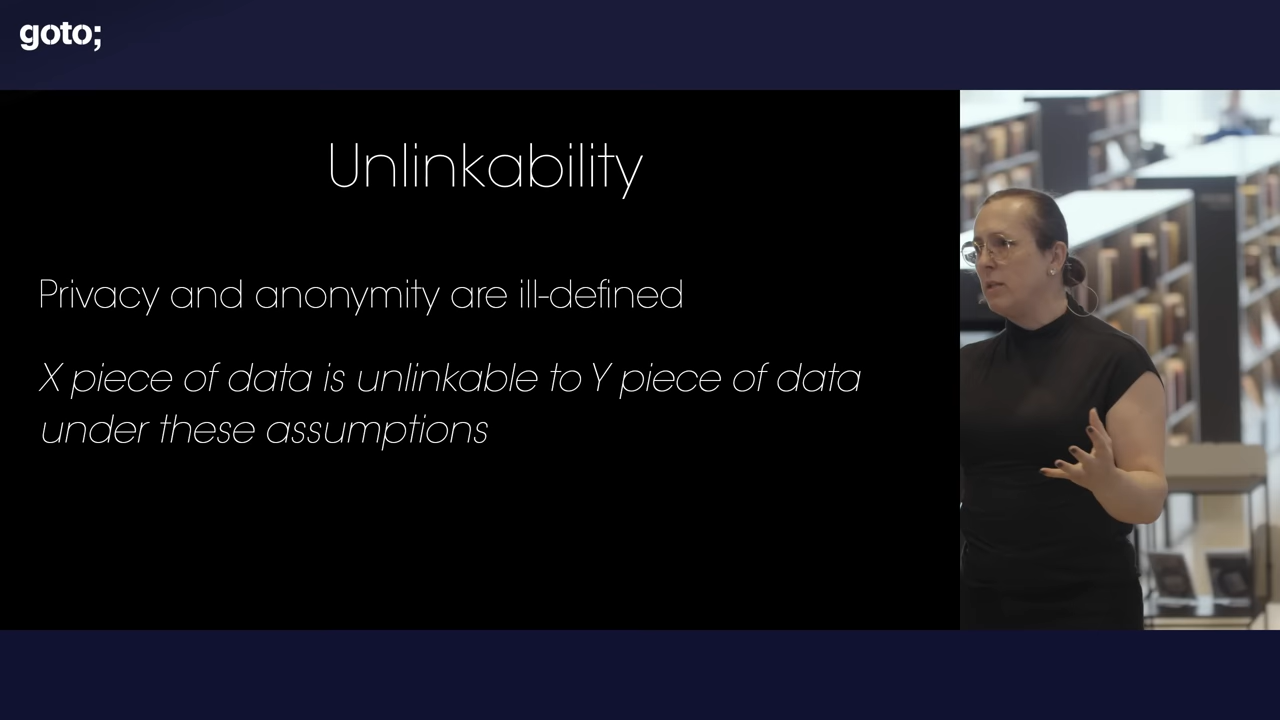 goto;
Unlinkability
Privacy and anonymity are ill-defined
X piece of data is unlinkable to Y piece of data
under these assumptions